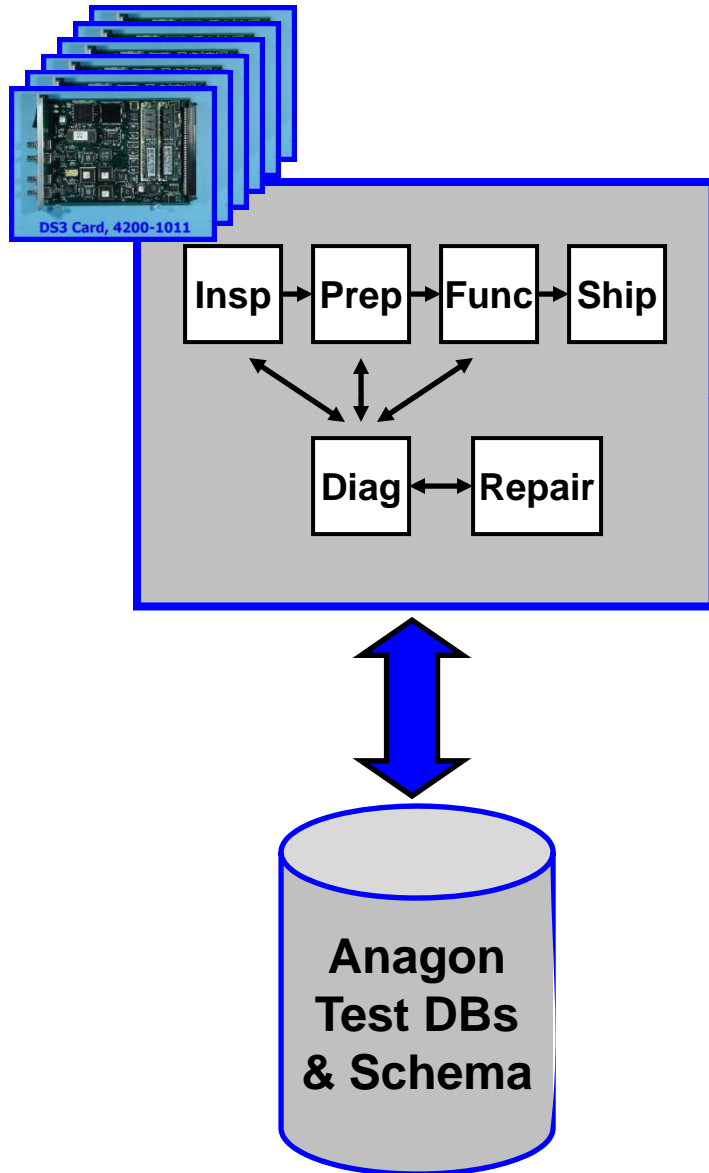 DS3 Card, 4200-1011
Insp
Prep
Func
Ship
Diag
Repair
Anagon
Test DBs
& Schema